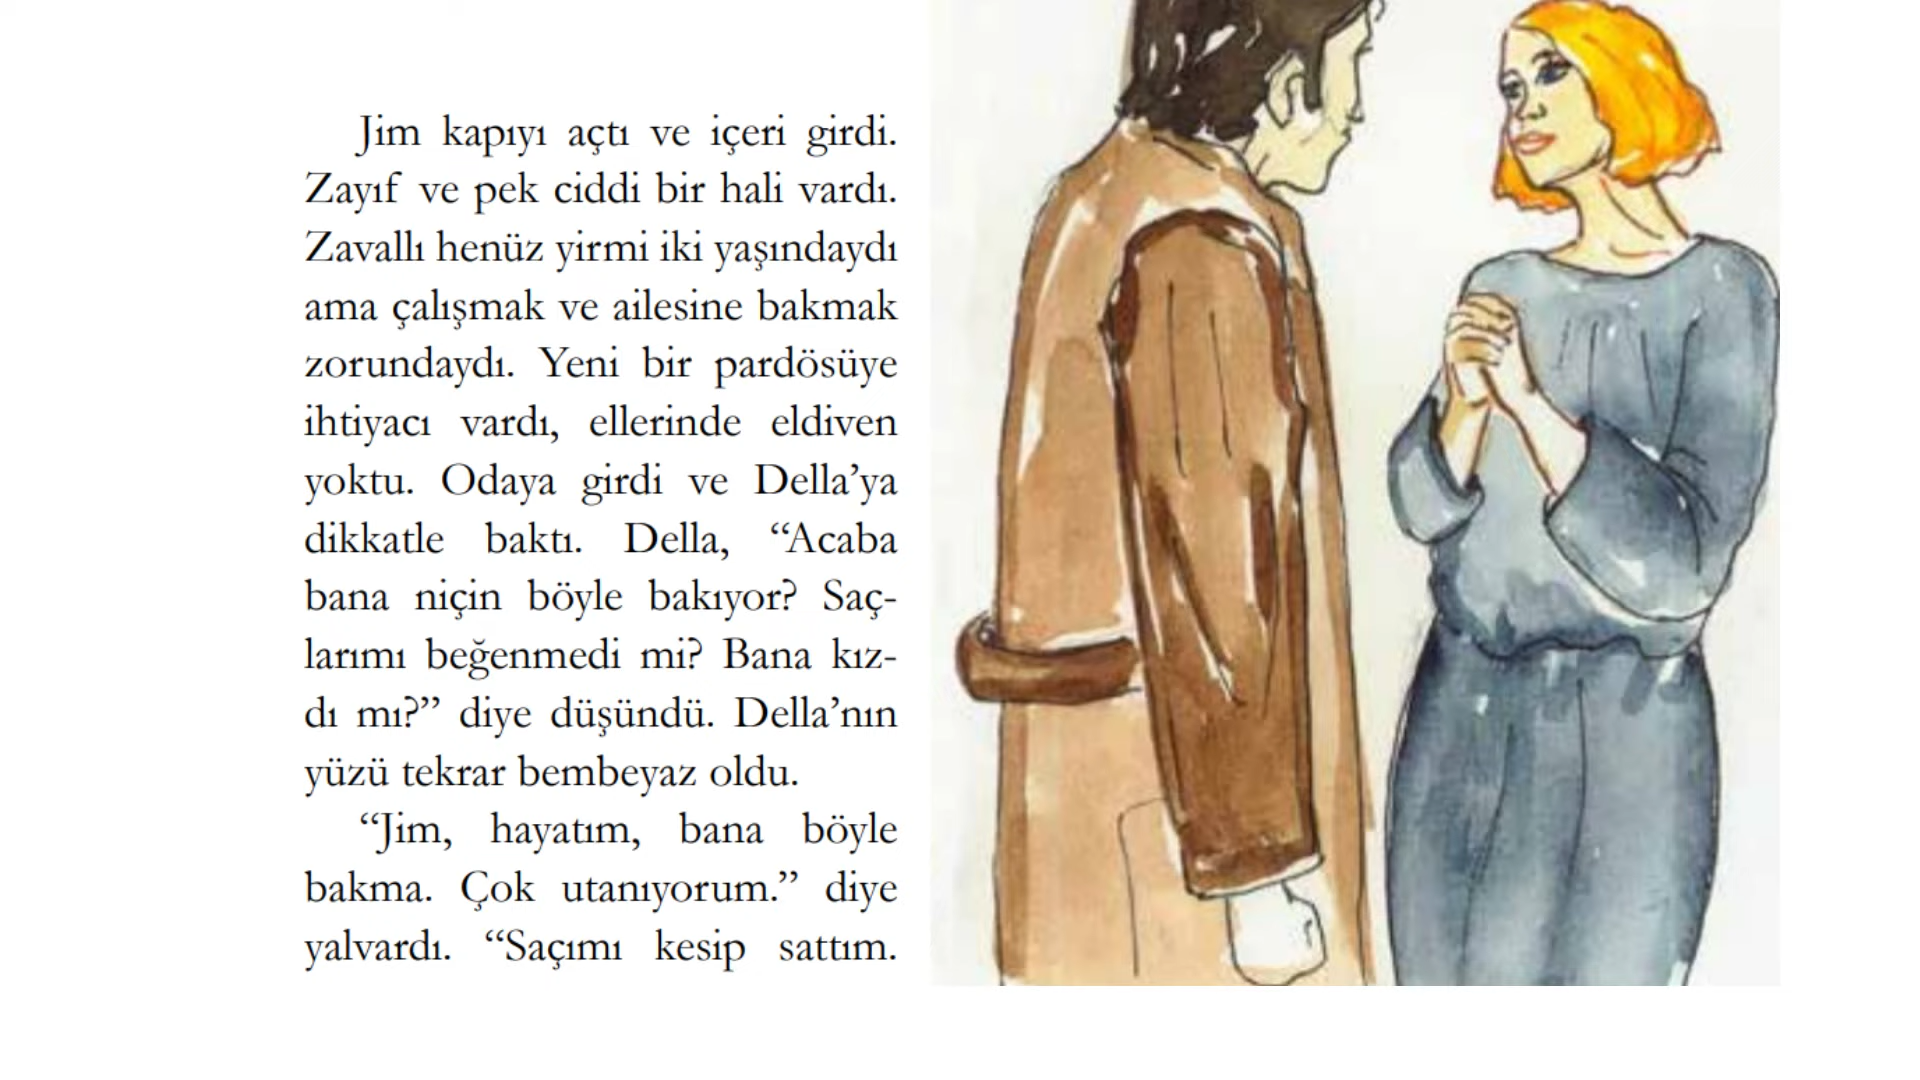 Jim kapıyı açtı ve içeri girdi.
Zayıf ve pek ciddi bir hali vardı.
Zavallı henüz yirmi iki yaşındaydı
ama çalışmak ve ailesine bakmak
zorundaydı. Yeni bir pardösüye
ihtiyacı vardı, ellerinde eldiven
yoktu. Odaya girdi ve Della’ya
dikkatle baktı. Della, “Acaba
bana niçin böyle bakıyor? Saç-
larımı beğenmedi mi? Bana kız-
dı mı?” diye düşündü. Della’nın
yüzü tekrar bembeyaz oldu.
“Jim, hayatım, bana böyle
bakma. Çok utanıyorum.” diye
yalvardı. “Saçımı kesip sattım.